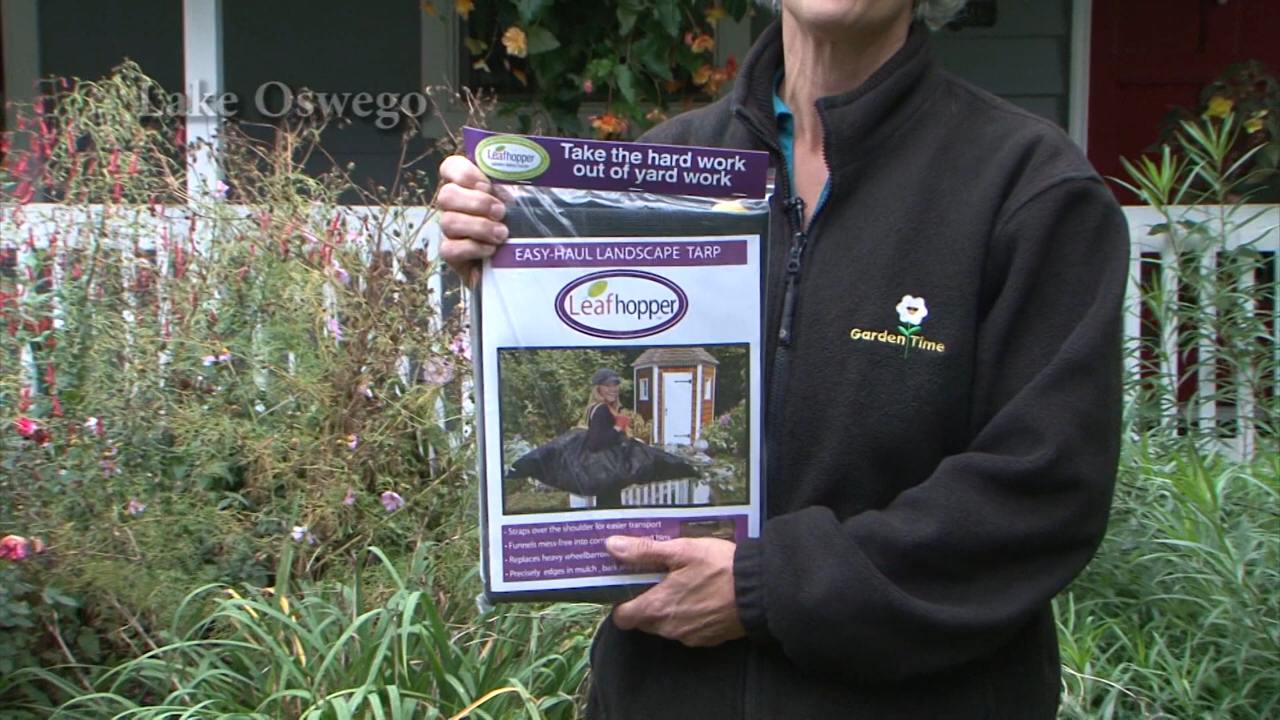 Lake Oswego
Leafhopper
Take the hard work
out of yard work
EASY-HAUL LANDSCAPE TARP
Leafhopper
Garden Time
- Straps over the shoulder for easier transport
- Funnels mess-free into bins
- Replaces heavy
- Precisely edges in mulch,